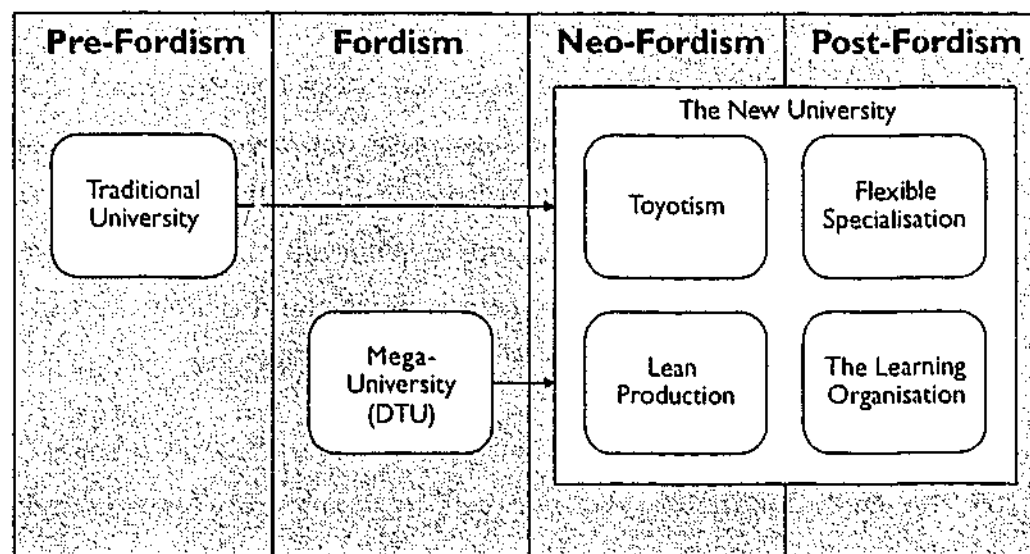 Pre-Fordism
Fordism
Neo-Fordism
Post-Fordism
The New University
Traditional
University
Toyotism
Flexible
Specialisation
Mega-
University
(DTU)
Lean
Production
The Learning
Organisation